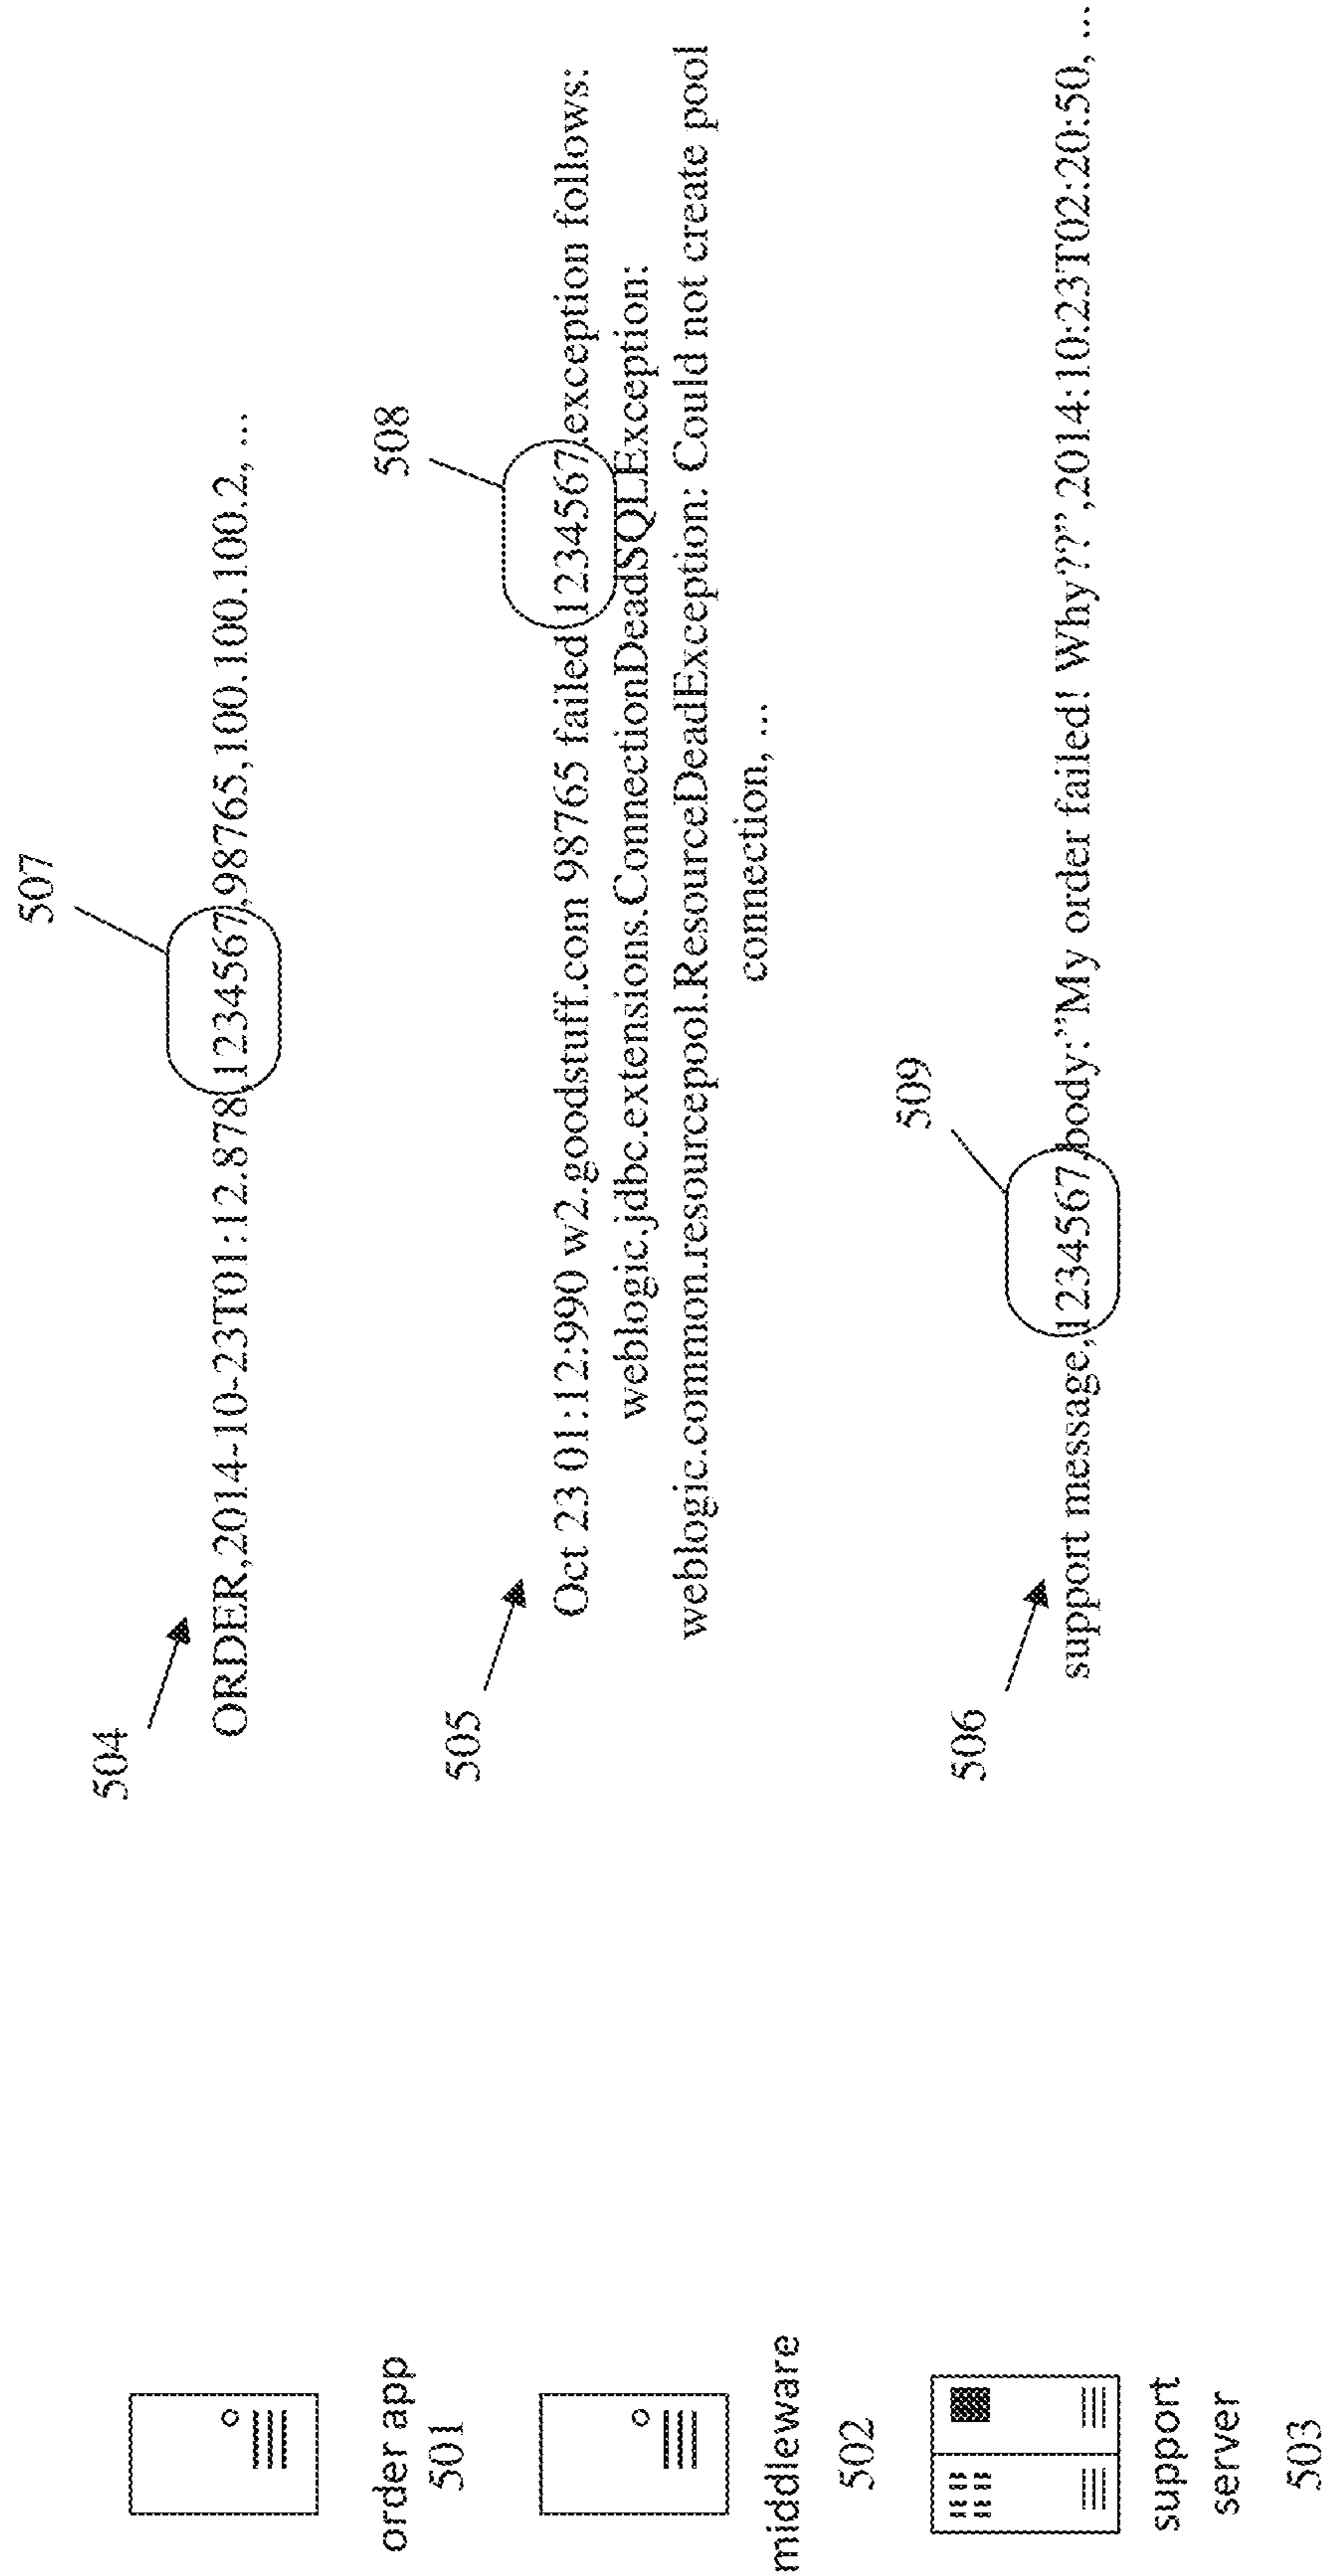 507
504
ORDER,2014-10-23T01:12.878,1234567,98765,100.100.100.2, ...
order app
501
508
505
Oct 23 01:12:990 w2.goodstuff.com 98765 failed 1234567 exception follows:
weblogic.jdbc.extensions.ConnectionDeadSQLException:
weblogic.common.resourcepool.ResourceDeadException: Could not create pool
connection, ...
middleware
502
509
506
support message,1234567,body:”My order failed! Why??”,2014:10:23T02:20:50, ...
support
server
503